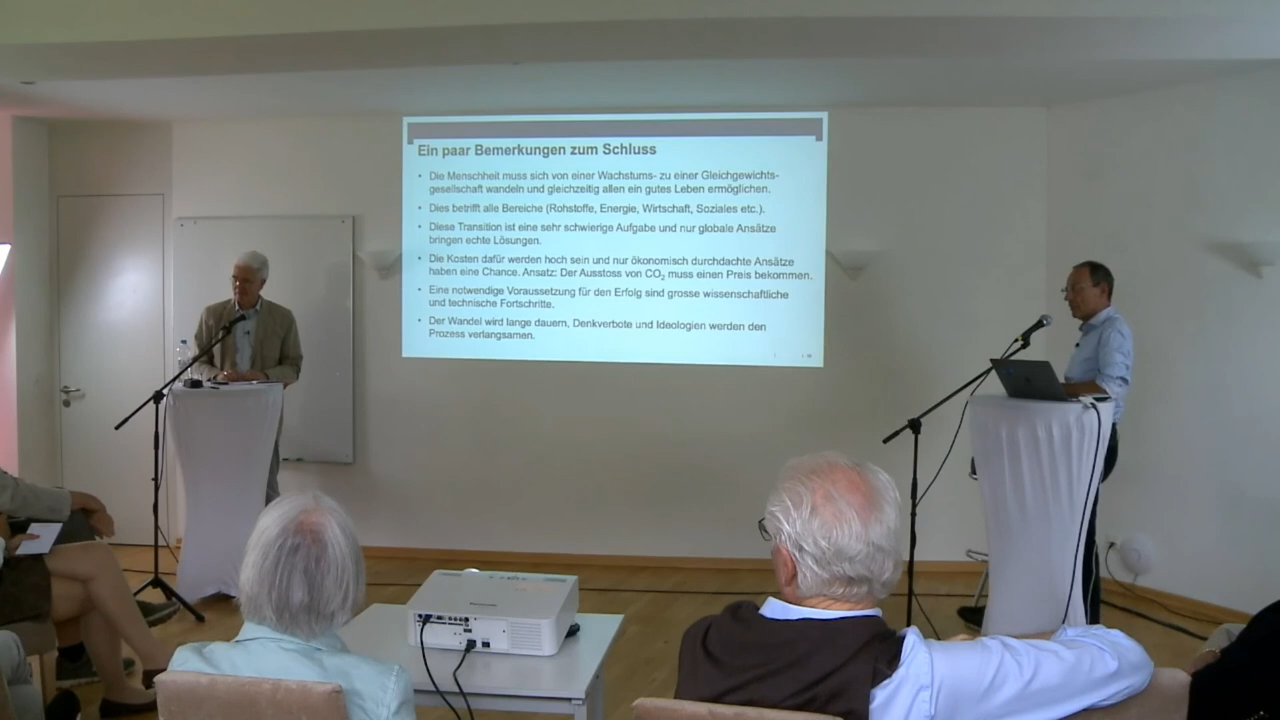 Ein paar Bemerkungen zum Schluss
• Die Menschheit muss sich von einer Wachstums- zu einer Gleichgewichts-
gesellschaft wandeln und gleichzeitig allen ein gutes Leben ermöglichen.
• Dies betrifft alle Bereiche (Rohstoffe, Energie, Wirtschaft, Soziales etc.).
• Diese Transition ist eine sehr schwierige Aufgabe und nur globale Ansätze
bringen echte Lösungen.
• Die Kosten dafür werden hoch sein und nur ökonomisch durchdachte Ansätze
haben eine Chance. Ansatz: Der Ausstoss von CO₂ muss einen Preis bekommen.
• Eine notwendige Voraussetzung für den Erfolg sind grosse wissenschaftliche
und technische Fortschritte.
• Der Wandel wird lange dauern, Denkverbote und Ideologien werden den
Prozess verlangsamen.